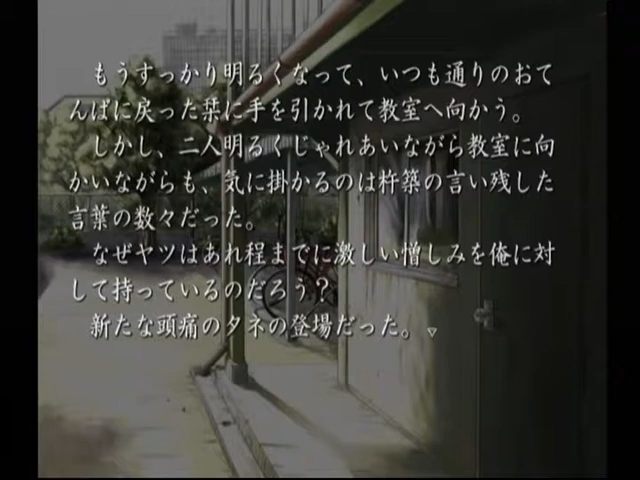 もうすっかり明るくなって、いつも通りのおて
んばに戻った栞に手を引かれて教室へ向かう。
しかし、二人明るくじゃれあいながら教室に向
かいながらも、気に掛かるのは杵築の言い残した
言葉の数々だった。
なぜヤツはあれ程までに激しい憎しみを俺に対
して持っているのだろう？
新たな頭痛のタネの登場だった。